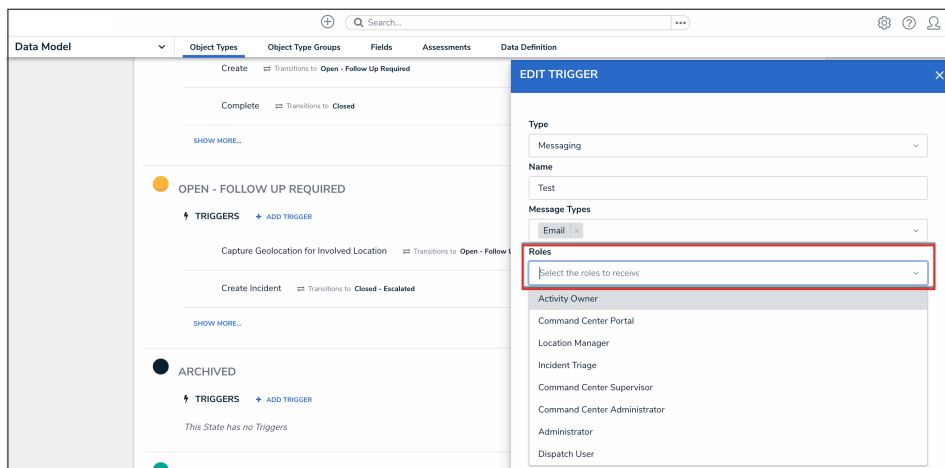 Search...
Data Model
Object Types Object Type Groups Fields Assessments Data Definition
Create Transitions to Open - Follow Up Required
Complete Transitions to Closed
SHOW MORE...
OPEN - FOLLOW UP REQUIRED
TRIGGERS + ADD TRIGGER
Capture Geolocation for Involved Location Transitions to Open - Follow
Create Incident Transitions to Closed - Escalated
SHOW MORE...
ARCHIVED
TRIGGERS + ADD TRIGGER
This State has no Triggers
EDIT TRIGGER
Type
Messaging
Name
Test
Message Types
Email ×
Roles
Select the roles to receive
Activity Owner
Command Center Portal
Location Manager
Incident Triage
Command Center Supervisor
Command Center Administrator
Administrator
Dispatch User